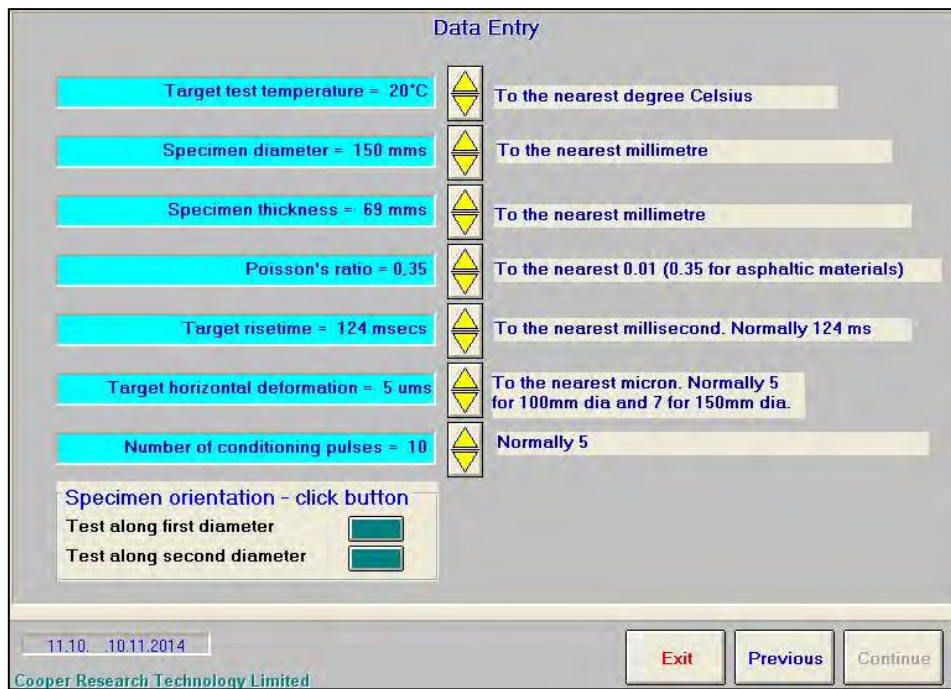 Data Entry
Target test temperature = 20°C
To the nearest degree Celsius
Specimen diameter = 150 mms
To the nearest millimetre
Specimen thickness = 69 mms
To the nearest millimetre
Poisson's ratio = 0,35
To the nearest 0.01 (0.35 for asphaltic materials)
Target risetime = 124 msecs
To the nearest millisecond. Normally 124 ms
Target horizontal deformation = 5 ums
To the nearest micron. Normally 5
for 100mm dia and 7 for 150mm dia.
Number of conditioning pulses = 10
Normally 5
Specimen orientation - click button
Test along first diameter
Test along second diameter
11.10. .10.11.2014
Exit
Previous
Continue
Cooper Research Technology Limited